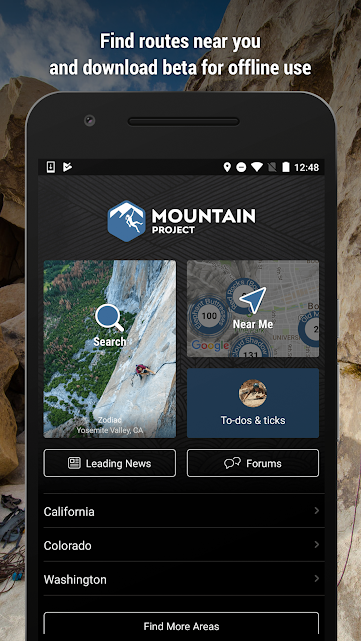 Find routes near you
and download beta for offline use
12:48
MOUNTAIN
PROJECT
Search
Zodiac
Yosemite Valley, CA
100
131
Google
Near Me
To-dos & ticks
Leading News
Forums
California
Colorado
Washington
Find More Areas